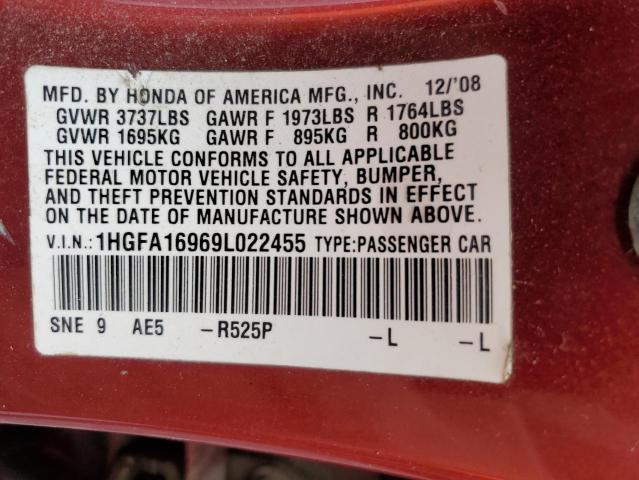 MFD. BY HONDA OF AMERICA MFG., INC. 12/'08
GVWR 3737LBS GAWR F 1973LBS R 1764LBS
GVWR 1695KG GAWR F 895KG R 800KG
THIS VEHICLE CONFORMS TO ALL APPLICABLE
FEDERAL MOTOR VEHICLE SAFETY, BUMPER,
AND THEFT PREVENTION STANDARDS IN EFFECT
ON THE DATE OF MANUFACTURE SHOWN ABOVE.
V.I.N.: 1HGFA16969L022455 TYPE:PASSENGER CAR
SNE 9 AE5 -R525P -L -L